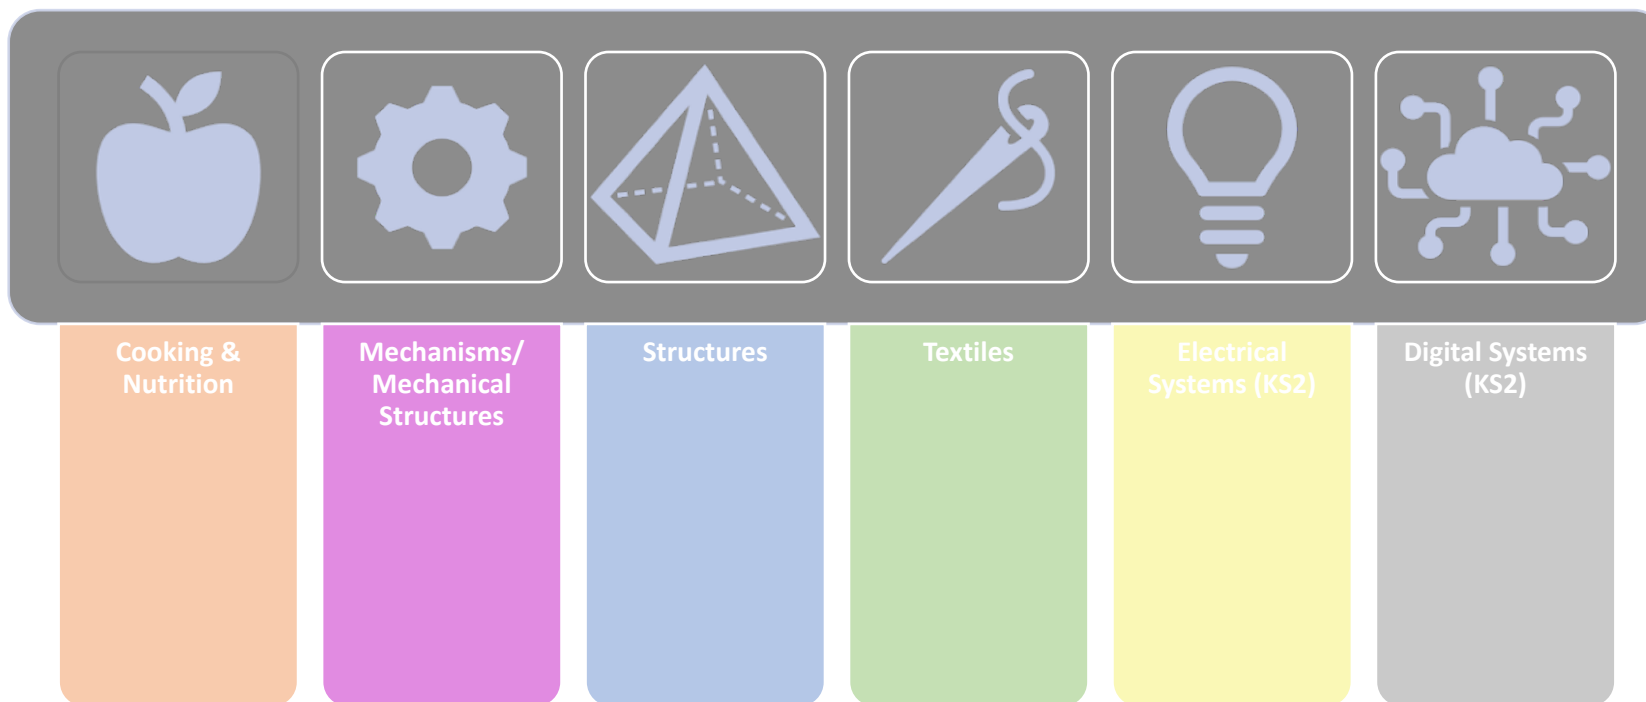 Cooking &
Nutrition
Mechanisms/
Mechanical
Structures
Structures
Textiles
Electrical
Systems (KS2)
Digital Systems
(KS2)